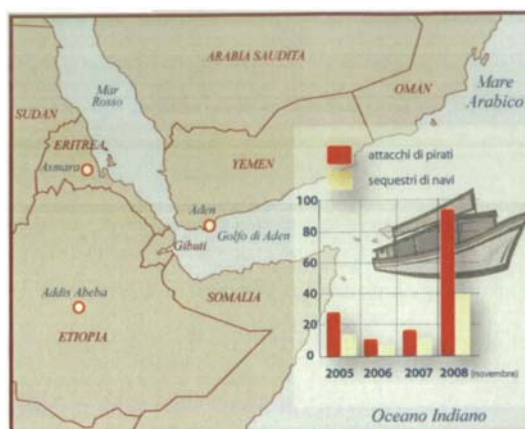 ARABIA SAUDITA
Mar
Rosso
OMAN
Mare
Arabico
SUDAN
ERITREA
Asmara
YEMEN
attacchi di pirati
sequestri di navi
Aden
Golfo di Aden
Gibuti
Addis Abeba
ETIOPIA
SOMALIA
100
80
60
40
20
0
2005 2006 2007 2008 (novembre)
Oceano Indiano